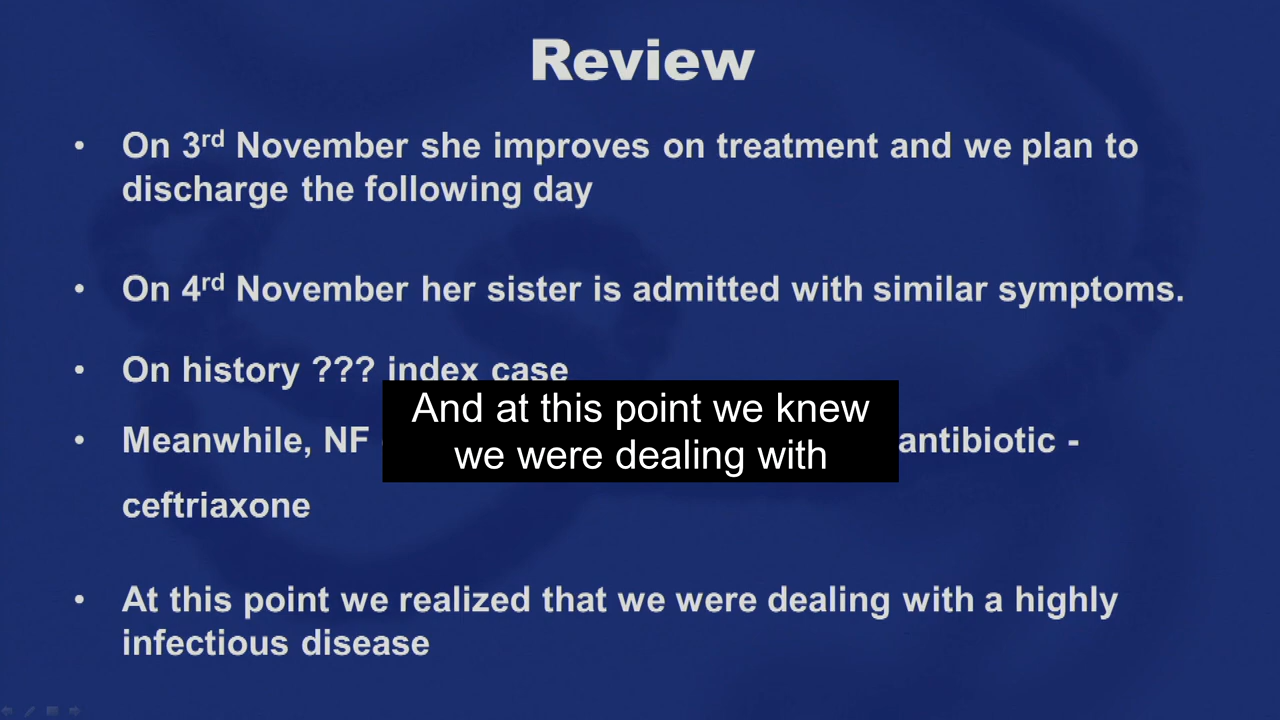 Review
• On 3rd November she improves on treatment and we plan to
discharge the following day
• On 4rd November her sister is admitted with similar symptoms.
• On history ??? index case
• Meanwhile, NF
antibiotic -
ceftriaxone
• At this point we realized that we were dealing with a highly
infectious disease
And at this point we knew
we were dealing with